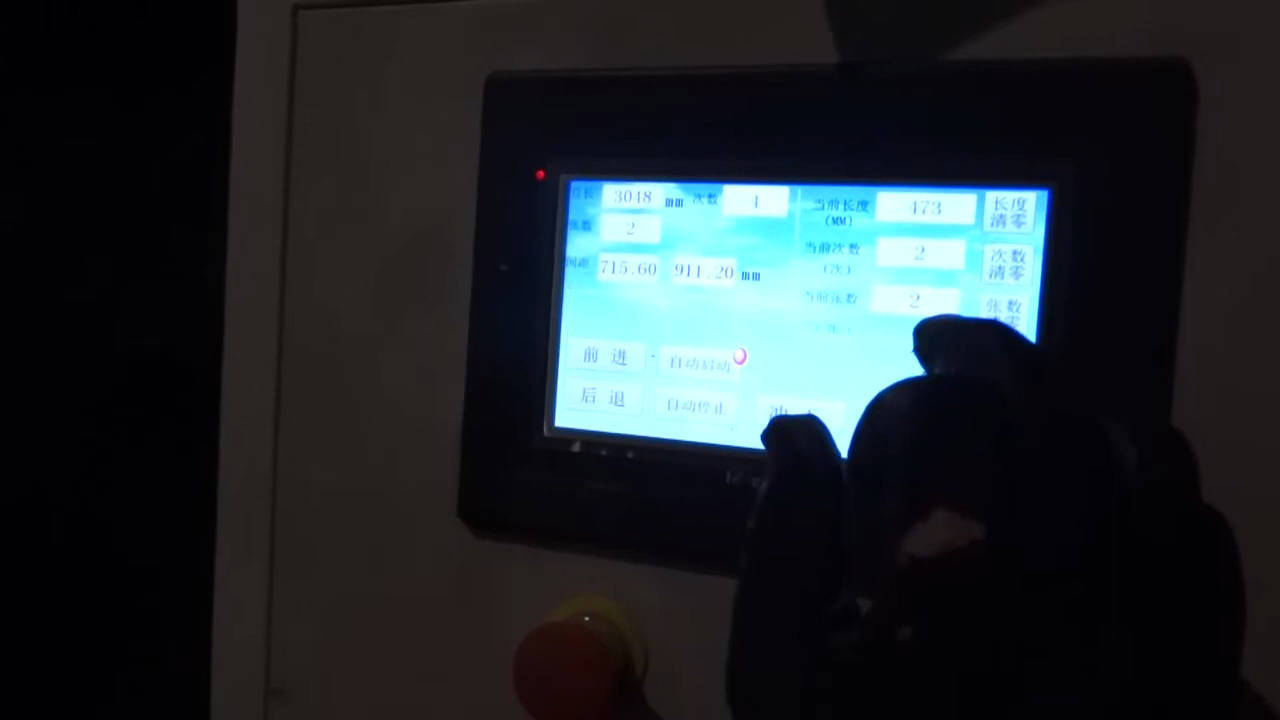 总长 3048 mm 次数 1
张数 2
间距 715.60 911.20 mm
当前长度 473 长度
(MM) 清零
当前次数 2 次数
(次) 清零
当前张数 2 张数
前 进 自动启动
后 退 自动停止